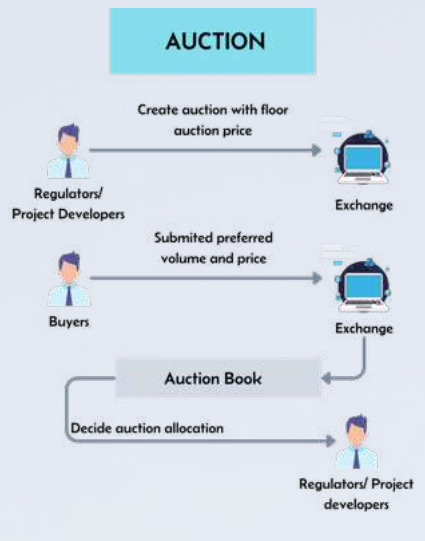 AUCTION
Create auction with floor
auction price
Regulators/
Project Developers
Exchange
Submited preferred
volume and price
Buyers
Exchange
Auction Book
Decide auction allocation
Regulators/ Project
developers